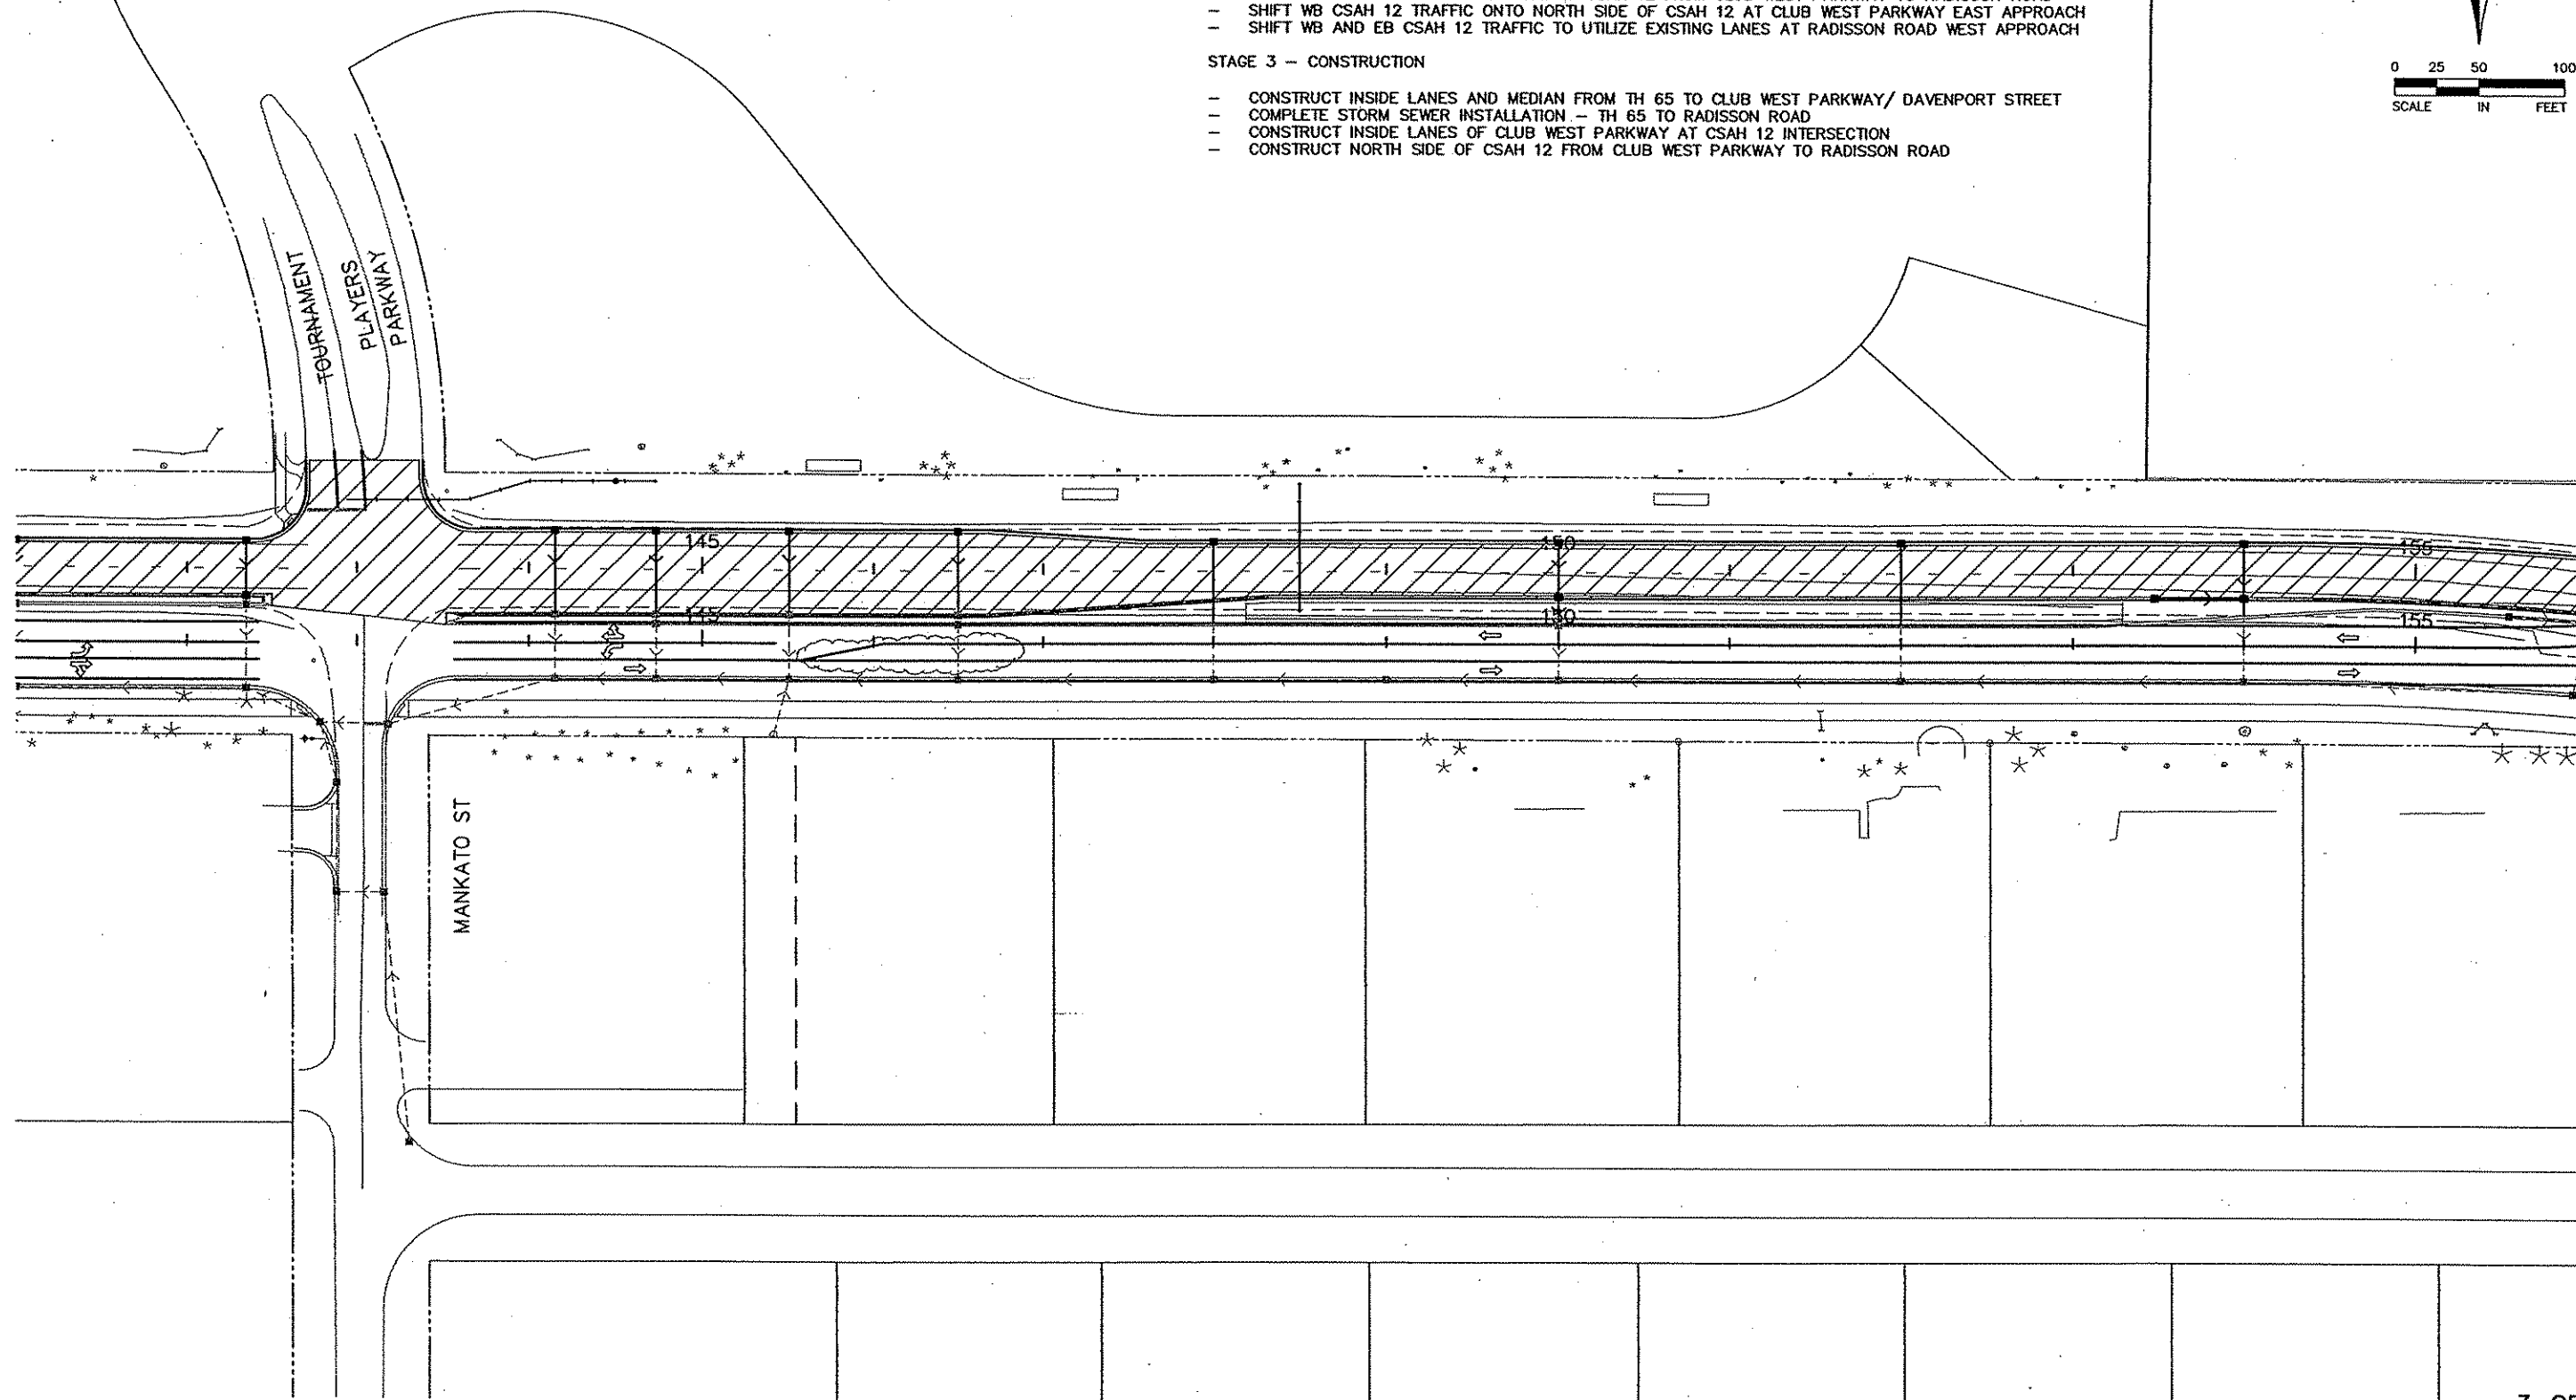 - SHIFT WB CSAH 12 TRAFFIC ONTO NORTH SIDE OF CSAH 12 AT CLUB WEST PARKWAY EAST APPROACH
- SHIFT WB AND EB CSAH 12 TRAFFIC TO UTILIZE EXISTING LANES AT RADISSON ROAD WEST APPROACH
STAGE 3 - CONSTRUCTION
- CONSTRUCT INSIDE LANES AND MEDIAN FROM TH 65 TO CLUB WEST PARKWAY/ DAVENPORT STREET
- COMPLETE STORM SEWER INSTALLATION - TH 65 TO RADISSON ROAD
- CONSTRUCT INSIDE LANES OF CLUB WEST PARKWAY AT CSAH 12 INTERSECTION
- CONSTRUCT NORTH SIDE OF CSAH 12 FROM CLUB WEST PARKWAY TO RADISSON ROAD
0 25 50 100
SCALE IN FEET
TOURNAMENT
PLAYERS
PARKWAY
145
150
155
145
150
155
MANKATO ST